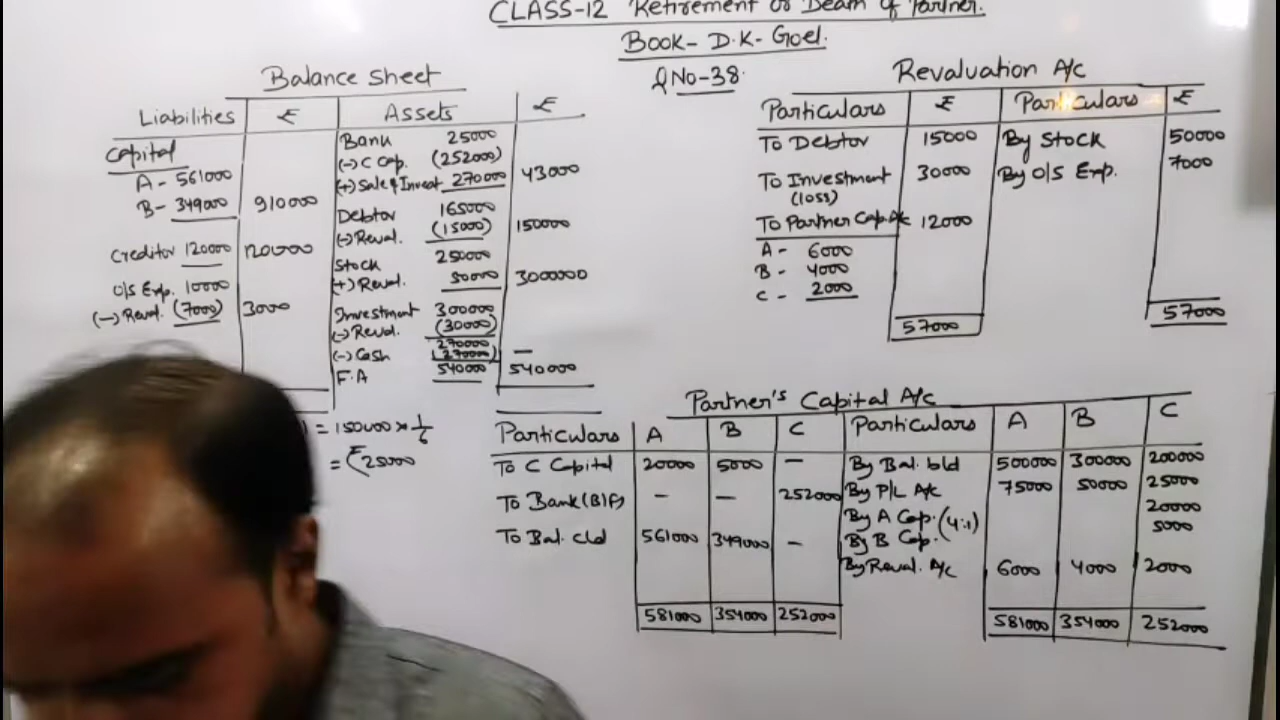 CLASS-12 Retirement or Death of Partner.
Book- D.K- Goel.
QNo-38.
Balance Sheet
Liabilities ₹ Assets ₹
Capital
A - 561000
B - 349000 910000
Creditor 120000 120000
O/S Exp. 10000
(-) Reval. (7000) 3000
Bank 25000
(-) C Cap. (252000)
(+) Sale of Invest 270000 43000
Debtor 165000
(-) Reval. (15000) 150000
Stock 250000
(+) Reval. 50000 3000000
Investment 300000
(-) Reval. (30000)
270000
(-) Cash (270000) -
F.A 540000 540000
= 150000 × 1/6
= ₹25000
Revaluation A/c
Particulars ₹ Particulars ₹
To Debtor 15000 By Stock 50000
To Investment 30000 By O/S Exp. 7000
(loss)
To Partner Cap A/c 12000
A - 6000
B - 4000
C - 2000
57000 57000
Partner's Capital A/c
Particulars A B C Particulars A B C
To C Capital 20000 5000 - By Bal. b/d 500000 300000 200000
To Bank (B/F) - - 252000 By P/L A/c 75000 50000 25000
By A Cap. (4:1) 20000
To Bal. c/d 561000 349000 - By B Cap. 5000
By Reval. A/c 6000 4000 2000
581000 354000 252000 581000 354000 252000